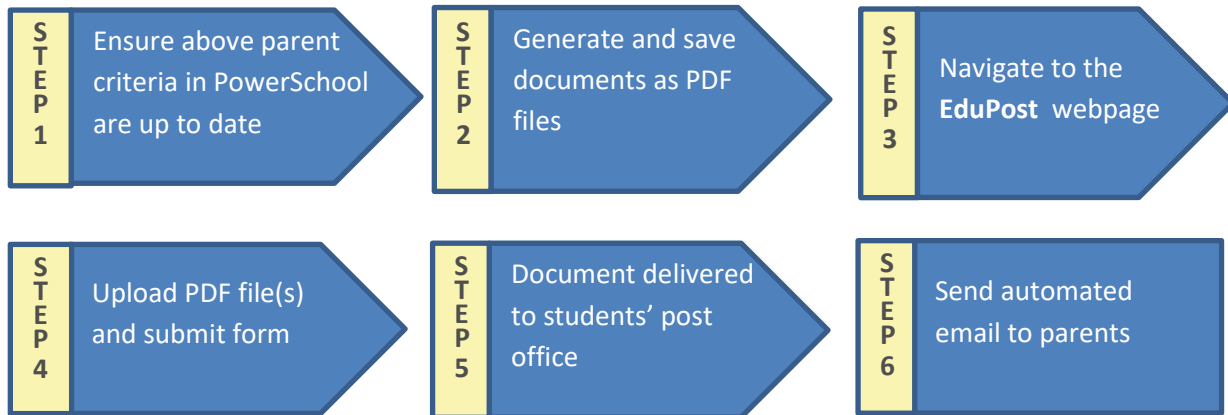 STEP 1
Ensure above parent
criteria in PowerSchool
are up to date
STEP 2
Generate and save
documents as PDF
files
STEP 3
Navigate to the
EduPost webpage
STEP 4
Upload PDF file(s)
and submit form
STEP 5
Document delivered
to students’ post
office
STEP 6
Send automated
email to parents